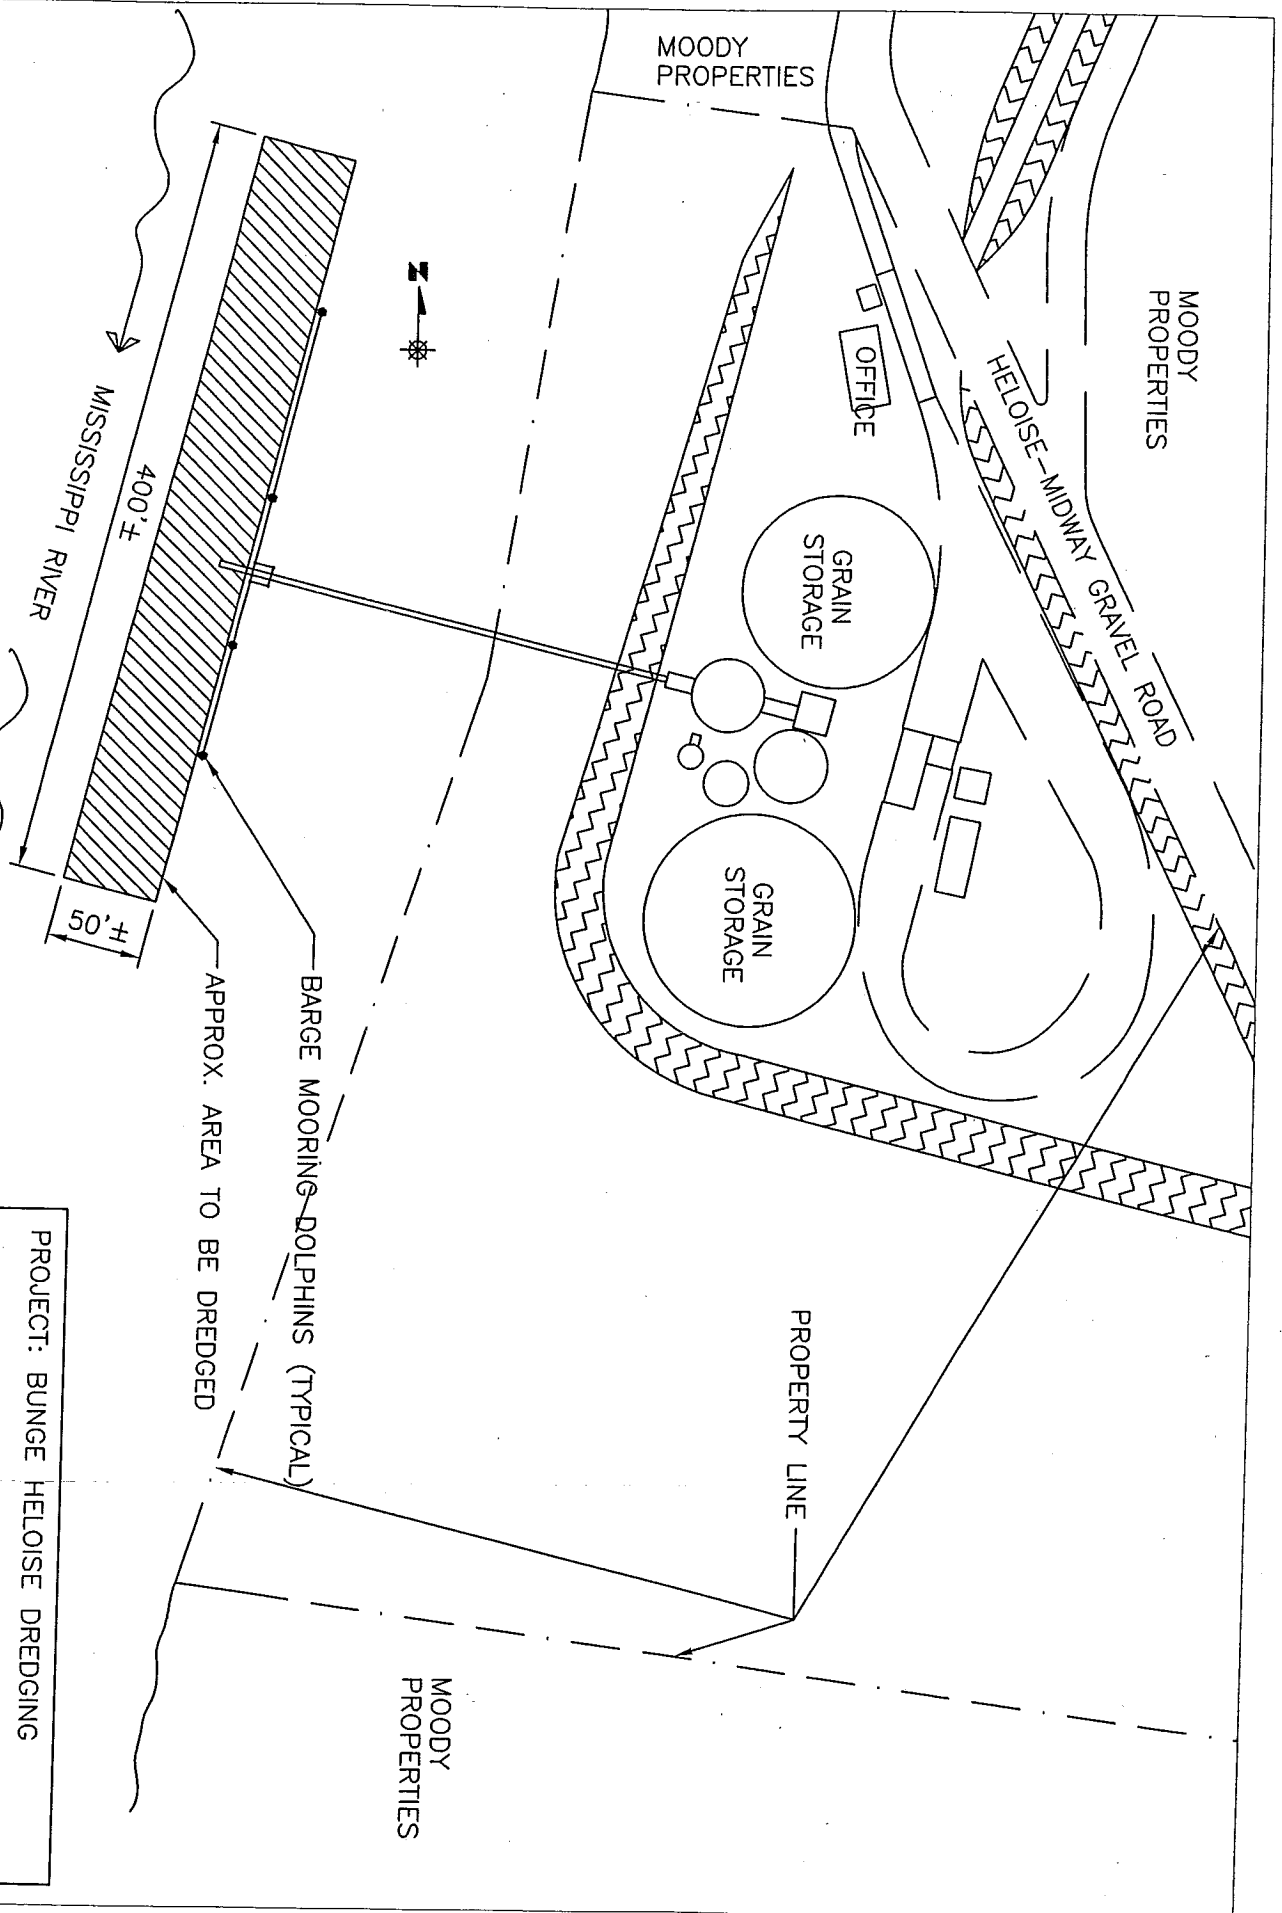 MOODY
PROPERTIES
MOODY
PROPERTIES
HELOISE-MIDWAY GRAVEL ROAD
OFFICE
GRAIN
STORAGE
GRAIN
STORAGE
N
MISSISSIPPI RIVER
400'±
50'±
BARGE MOORING DOLPHINS (TYPICAL)
APPROX. AREA TO BE DREDGED
PROPERTY LINE
MOODY
PROPERTIES
PROJECT: BUNGE HELOISE DREDGING